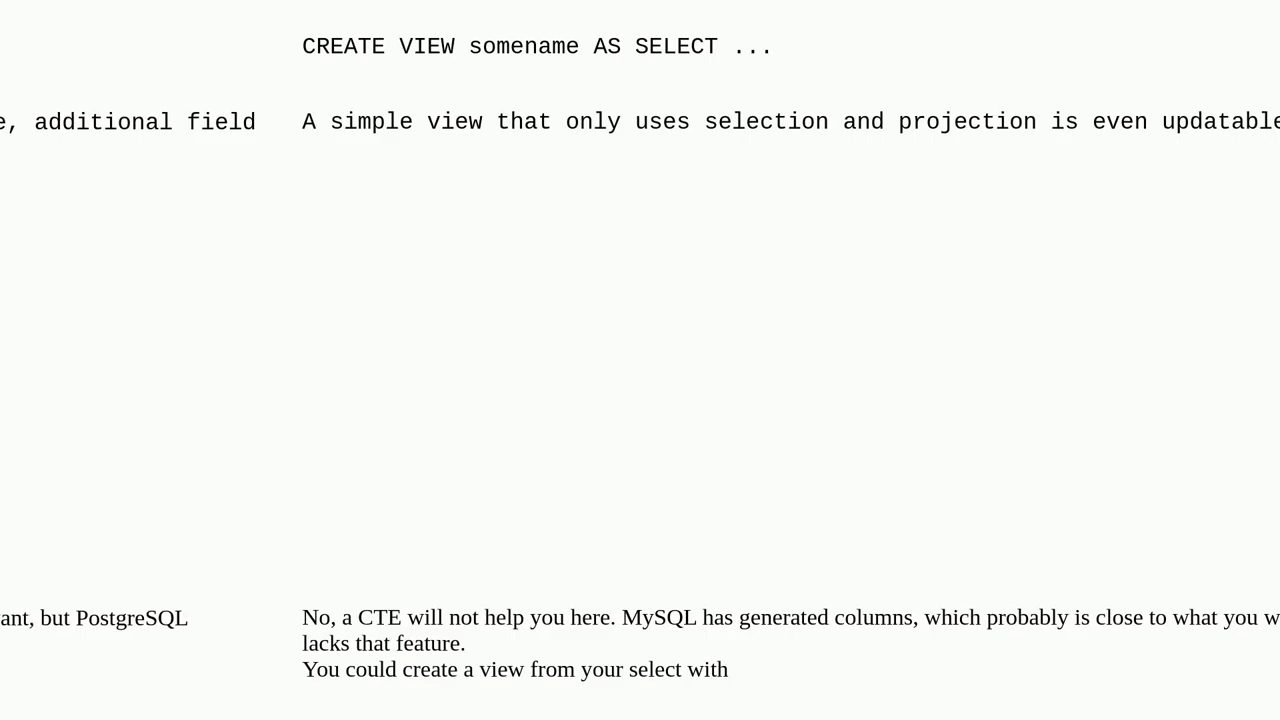 CREATE VIEW somename AS SELECT ...
, additional field
A simple view that only uses selection and projection is even updatable
, but PostgreSQL
No, a CTE will not help you here. MySQL has generated columns, which probably is close to what you
lacks that feature.
You could create a view from your select with